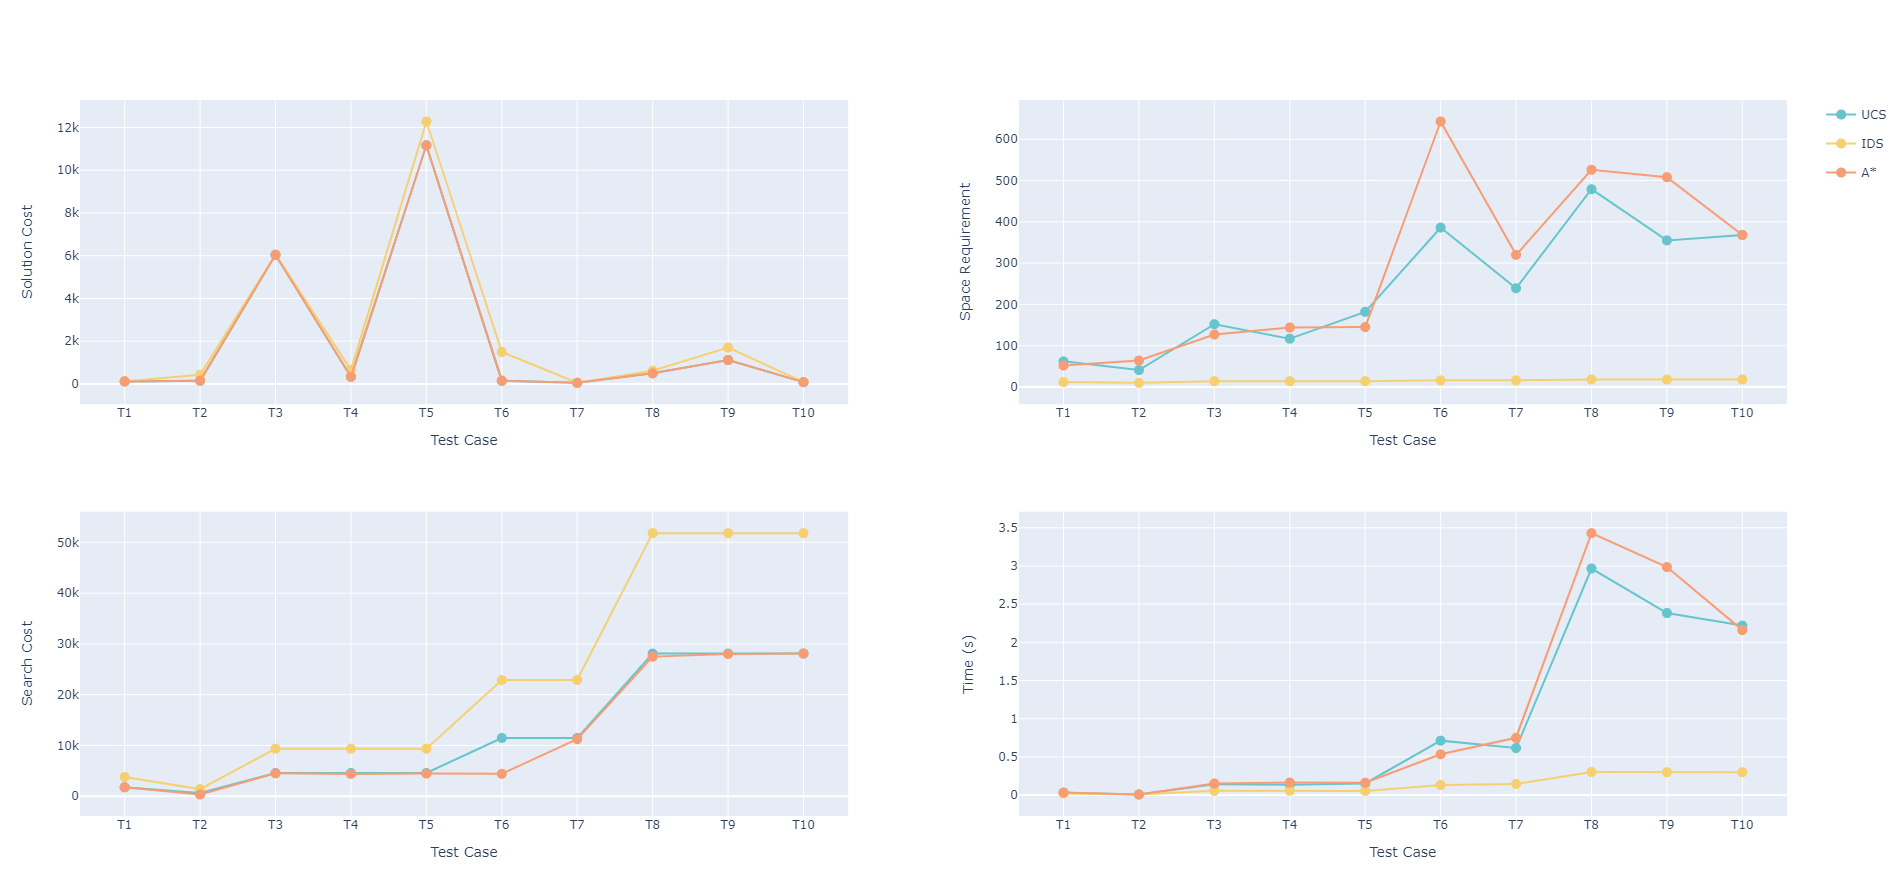 Solution Cost
12k
10k
8k
6k
4k
2k
0
T1 T2 T3 T4 T5 T6 T7 T8 T9 T10
Test Case
Space Requirement
600
500
400
300
200
100
0
T1 T2 T3 T4 T5 T6 T7 T8 T9 T10
Test Case
UCS
IDS
A*
Search Cost
50k
40k
30k
20k
10k
0
T1 T2 T3 T4 T5 T6 T7 T8 T9 T10
Test Case
Time (s)
3.5
3
2.5
2
1.5
1
0.5
0
T1 T2 T3 T4 T5 T6 T7 T8 T9 T10
Test Case